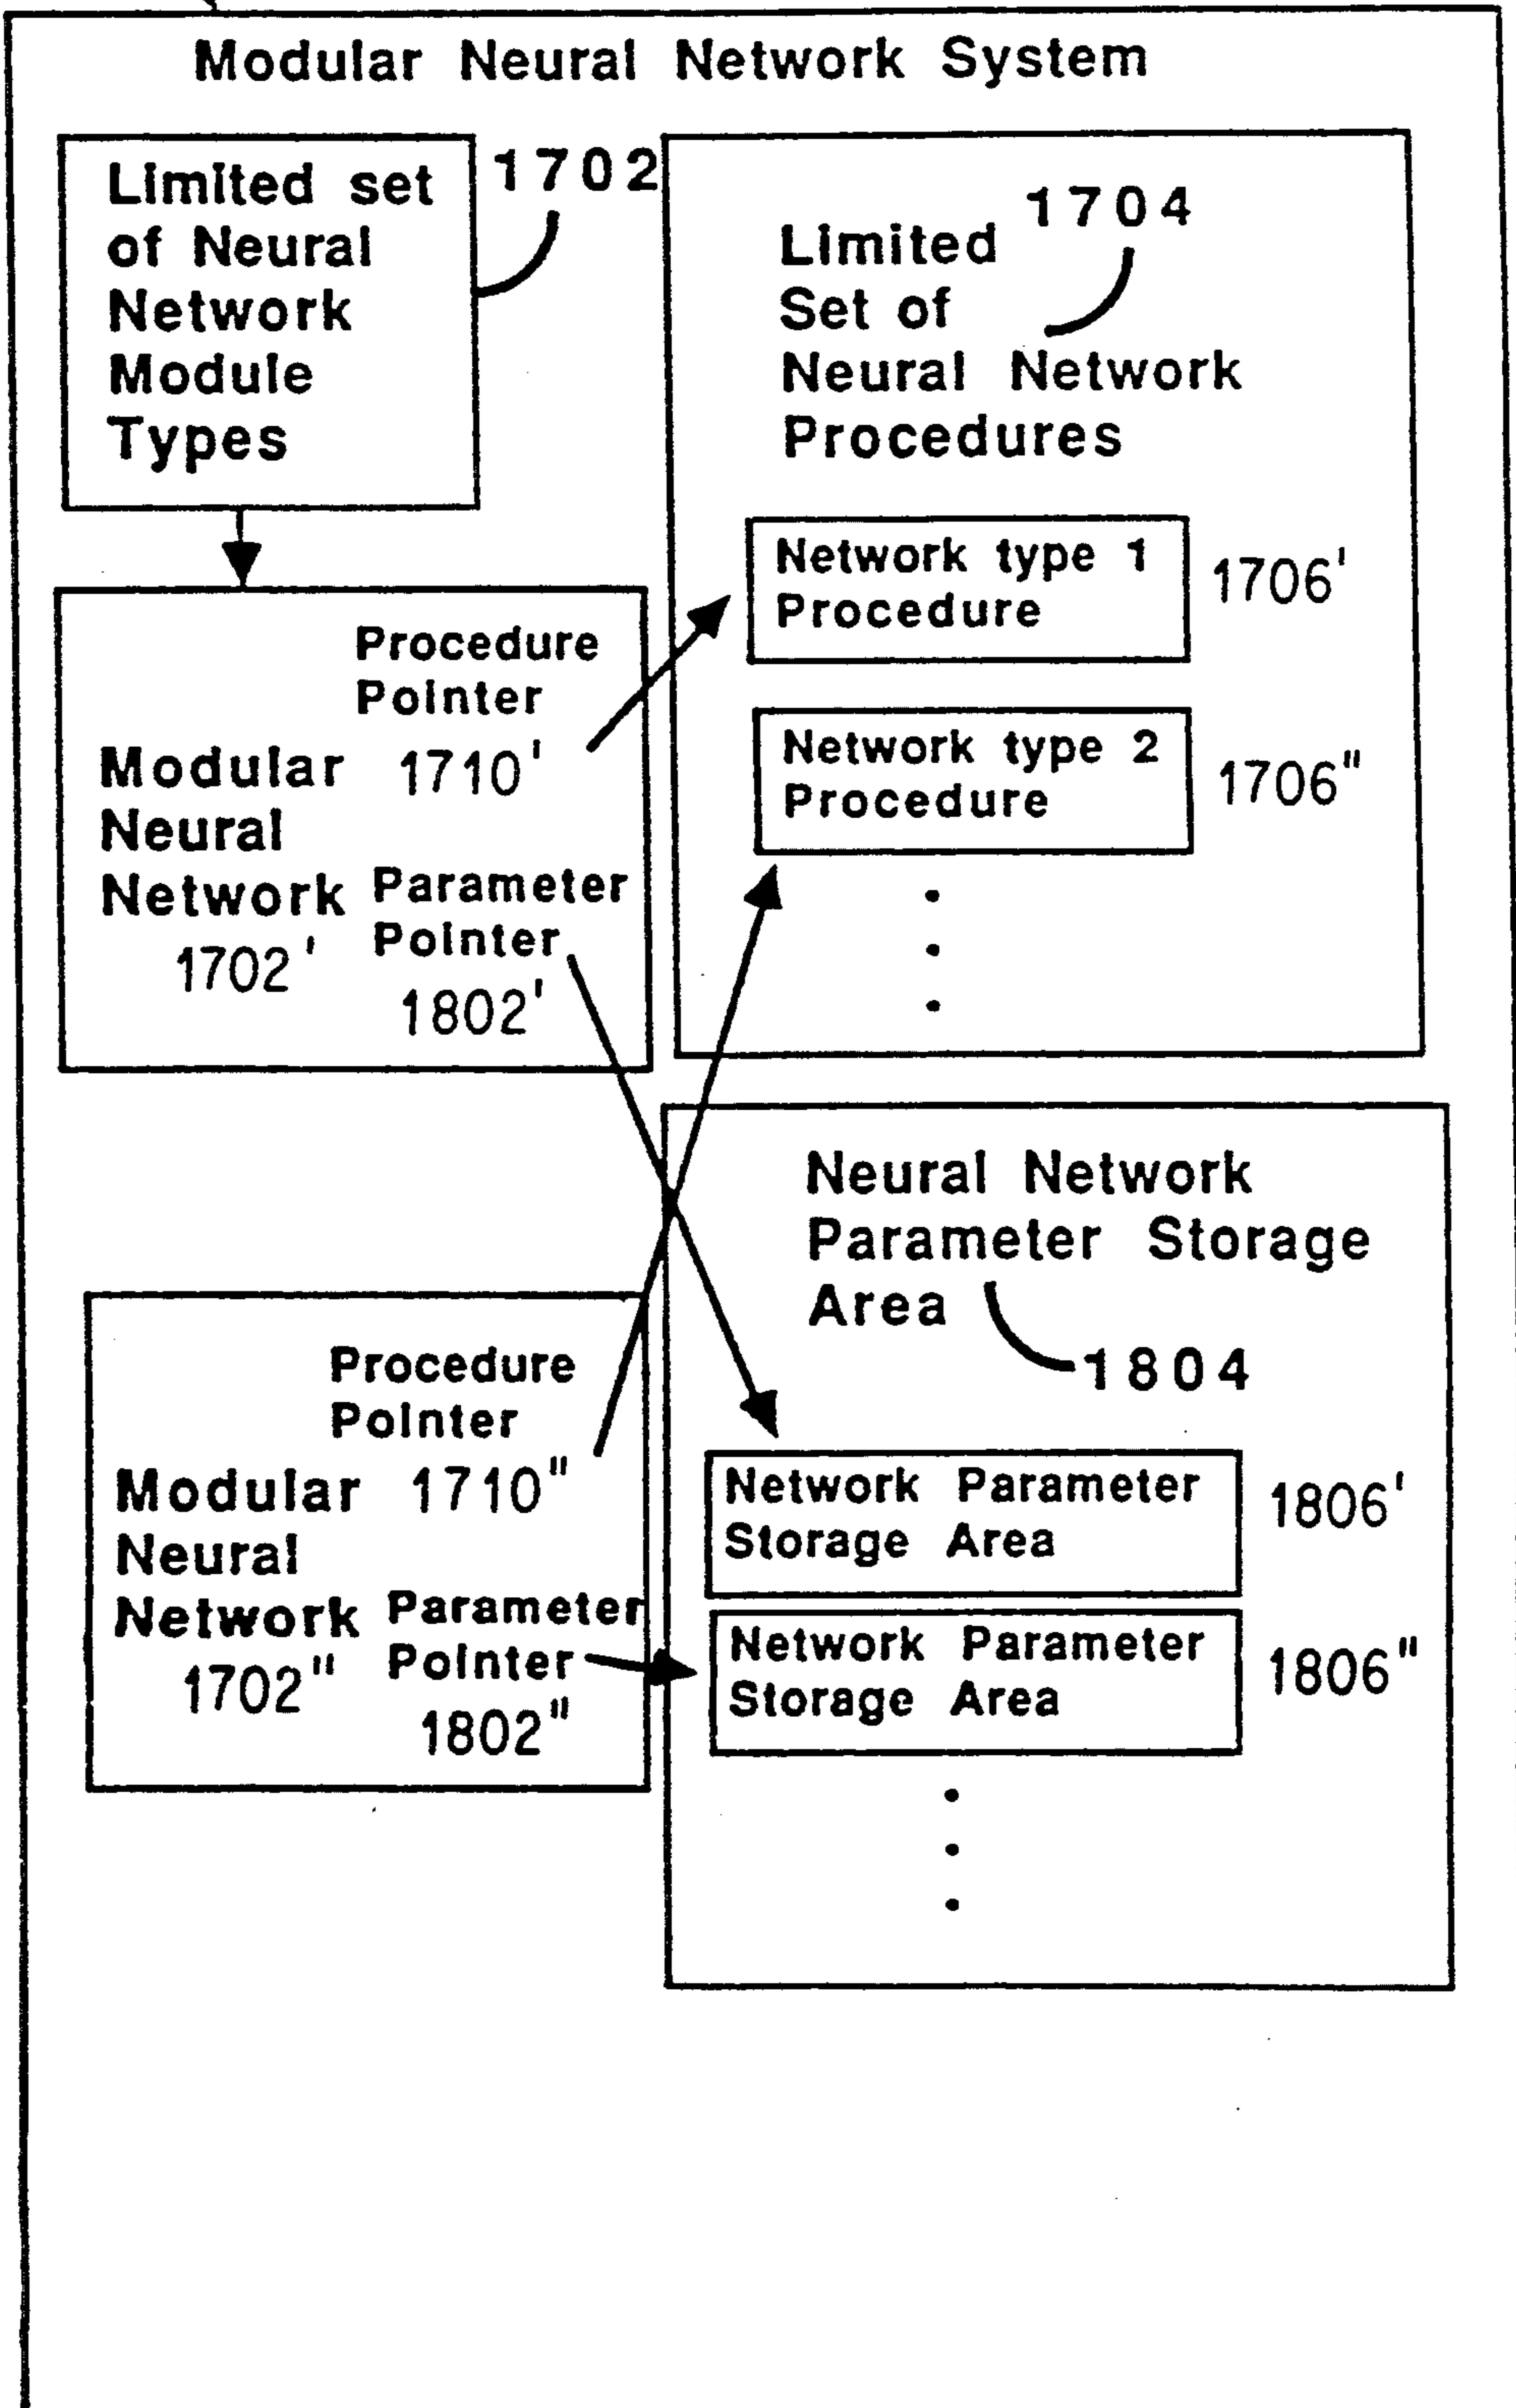 Modular Neural Network System
Limited set
of Neural
Network
Module
Types
1702
1704
Limited
Set of
Neural Network
Procedures
Network type 1
Procedure
1706'
Network type 2
Procedure
1706"
Procedure
Pointer
1710'
Modular
Neural
Network
1702'
Parameter
Pointer
1802'
Neural Network
Parameter Storage
Area
1804
Procedure
Pointer
1710"
Modular
Neural
Network
1702"
Parameter
Pointer
1802"
Network Parameter
Storage Area
1806'
Network Parameter
Storage Area
1806"